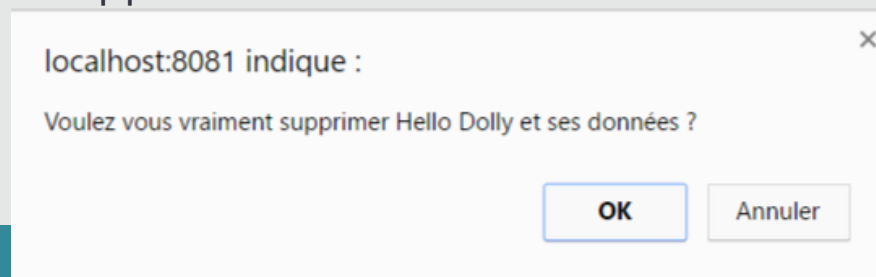 localhost:8081 indique :
Voulez vous vraiment supprimer Hello Dolly et ses données ?
OK Annuler